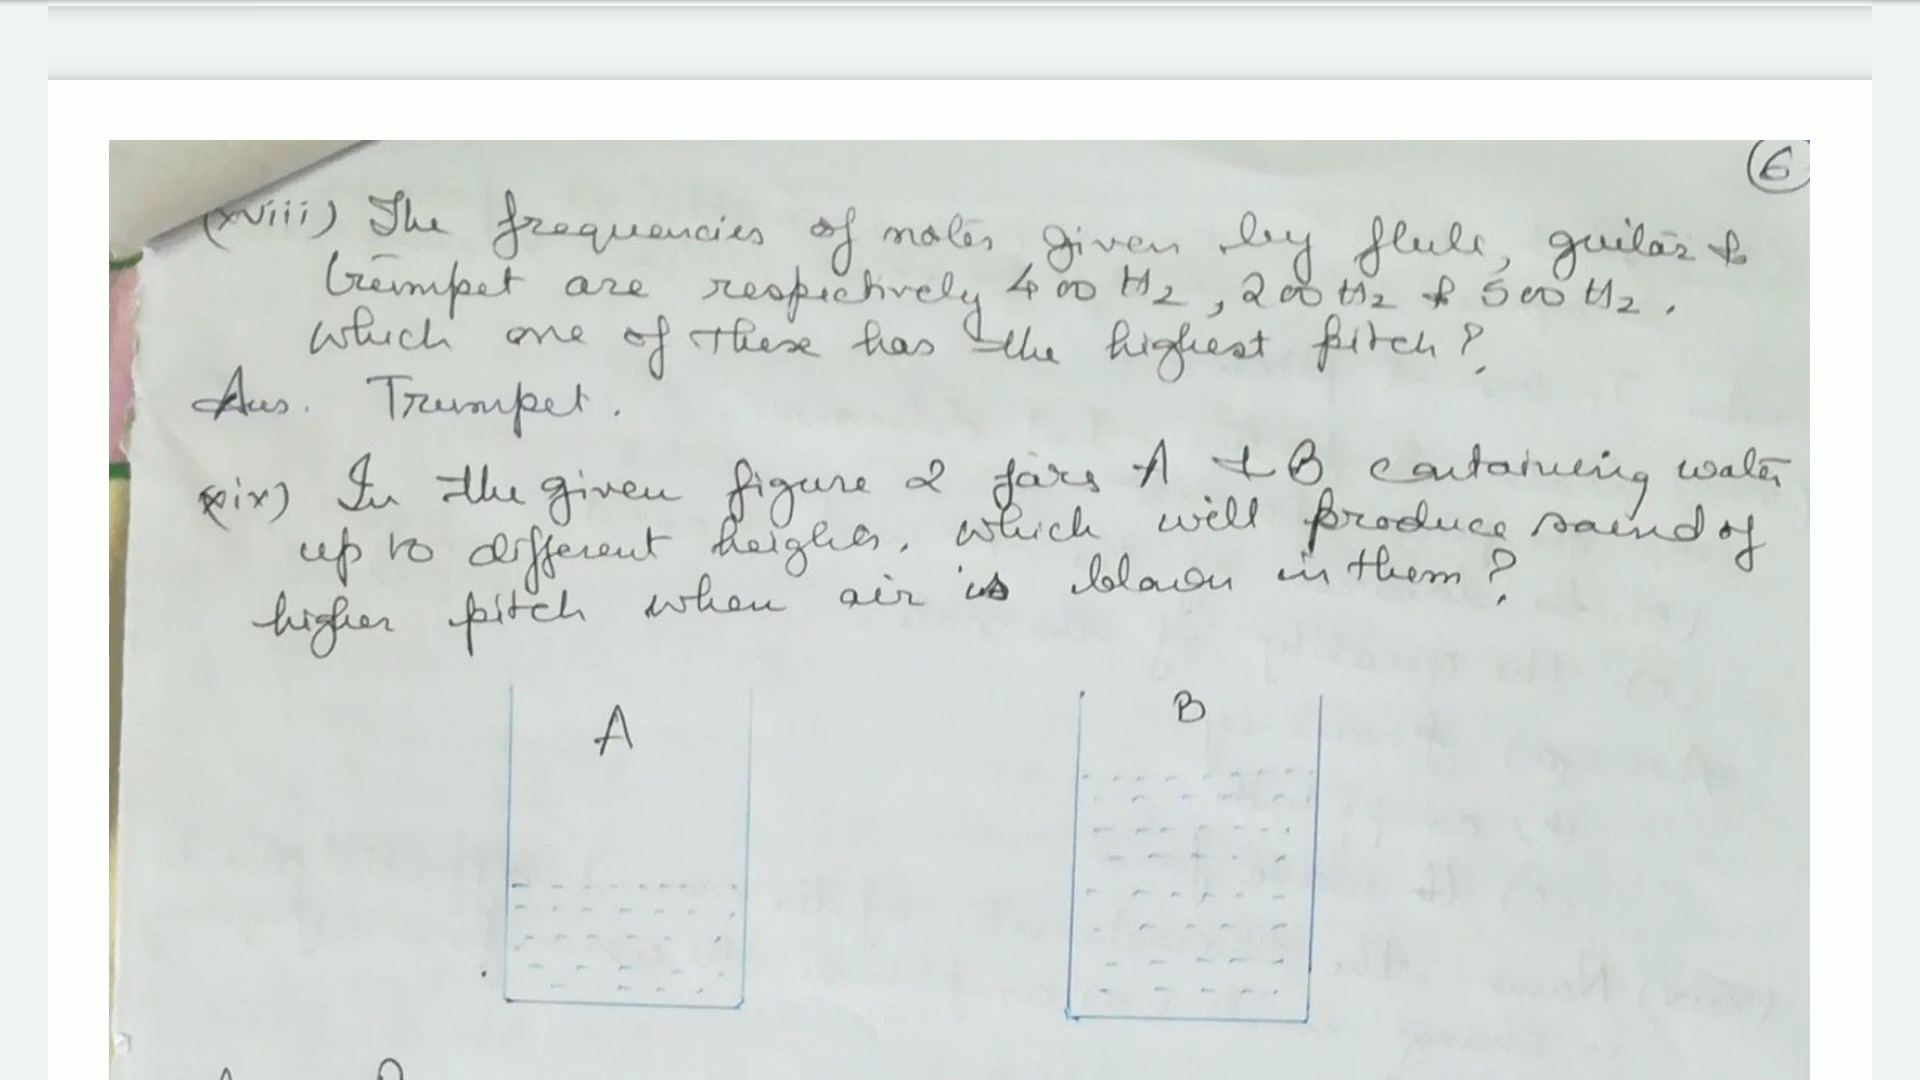 6
(xviii) The frequencies of notes given by flute, guitar &
trumpet are respectively 400 Hz, 200 Hz & 500 Hz.
Which one of these has the highest pitch?
Ans. Trumpet.
xix) In the given figure 2 jars A & B containing water
up to different heights, which will produce sound of
higher pitch when air is blown in them?
A
B